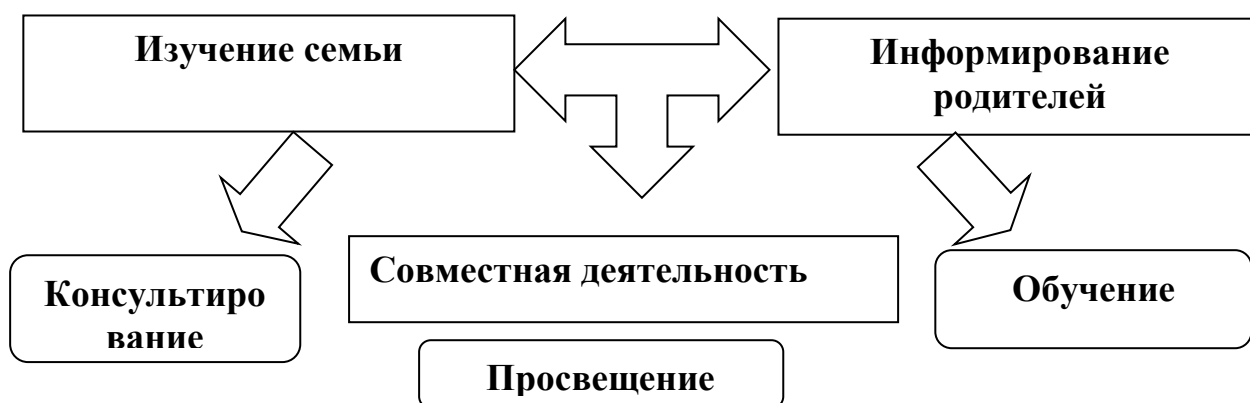 Изучение семьи
Информирование
родителей
Совместная деятельность
Консультиро
вание
Обучение
Просвещение